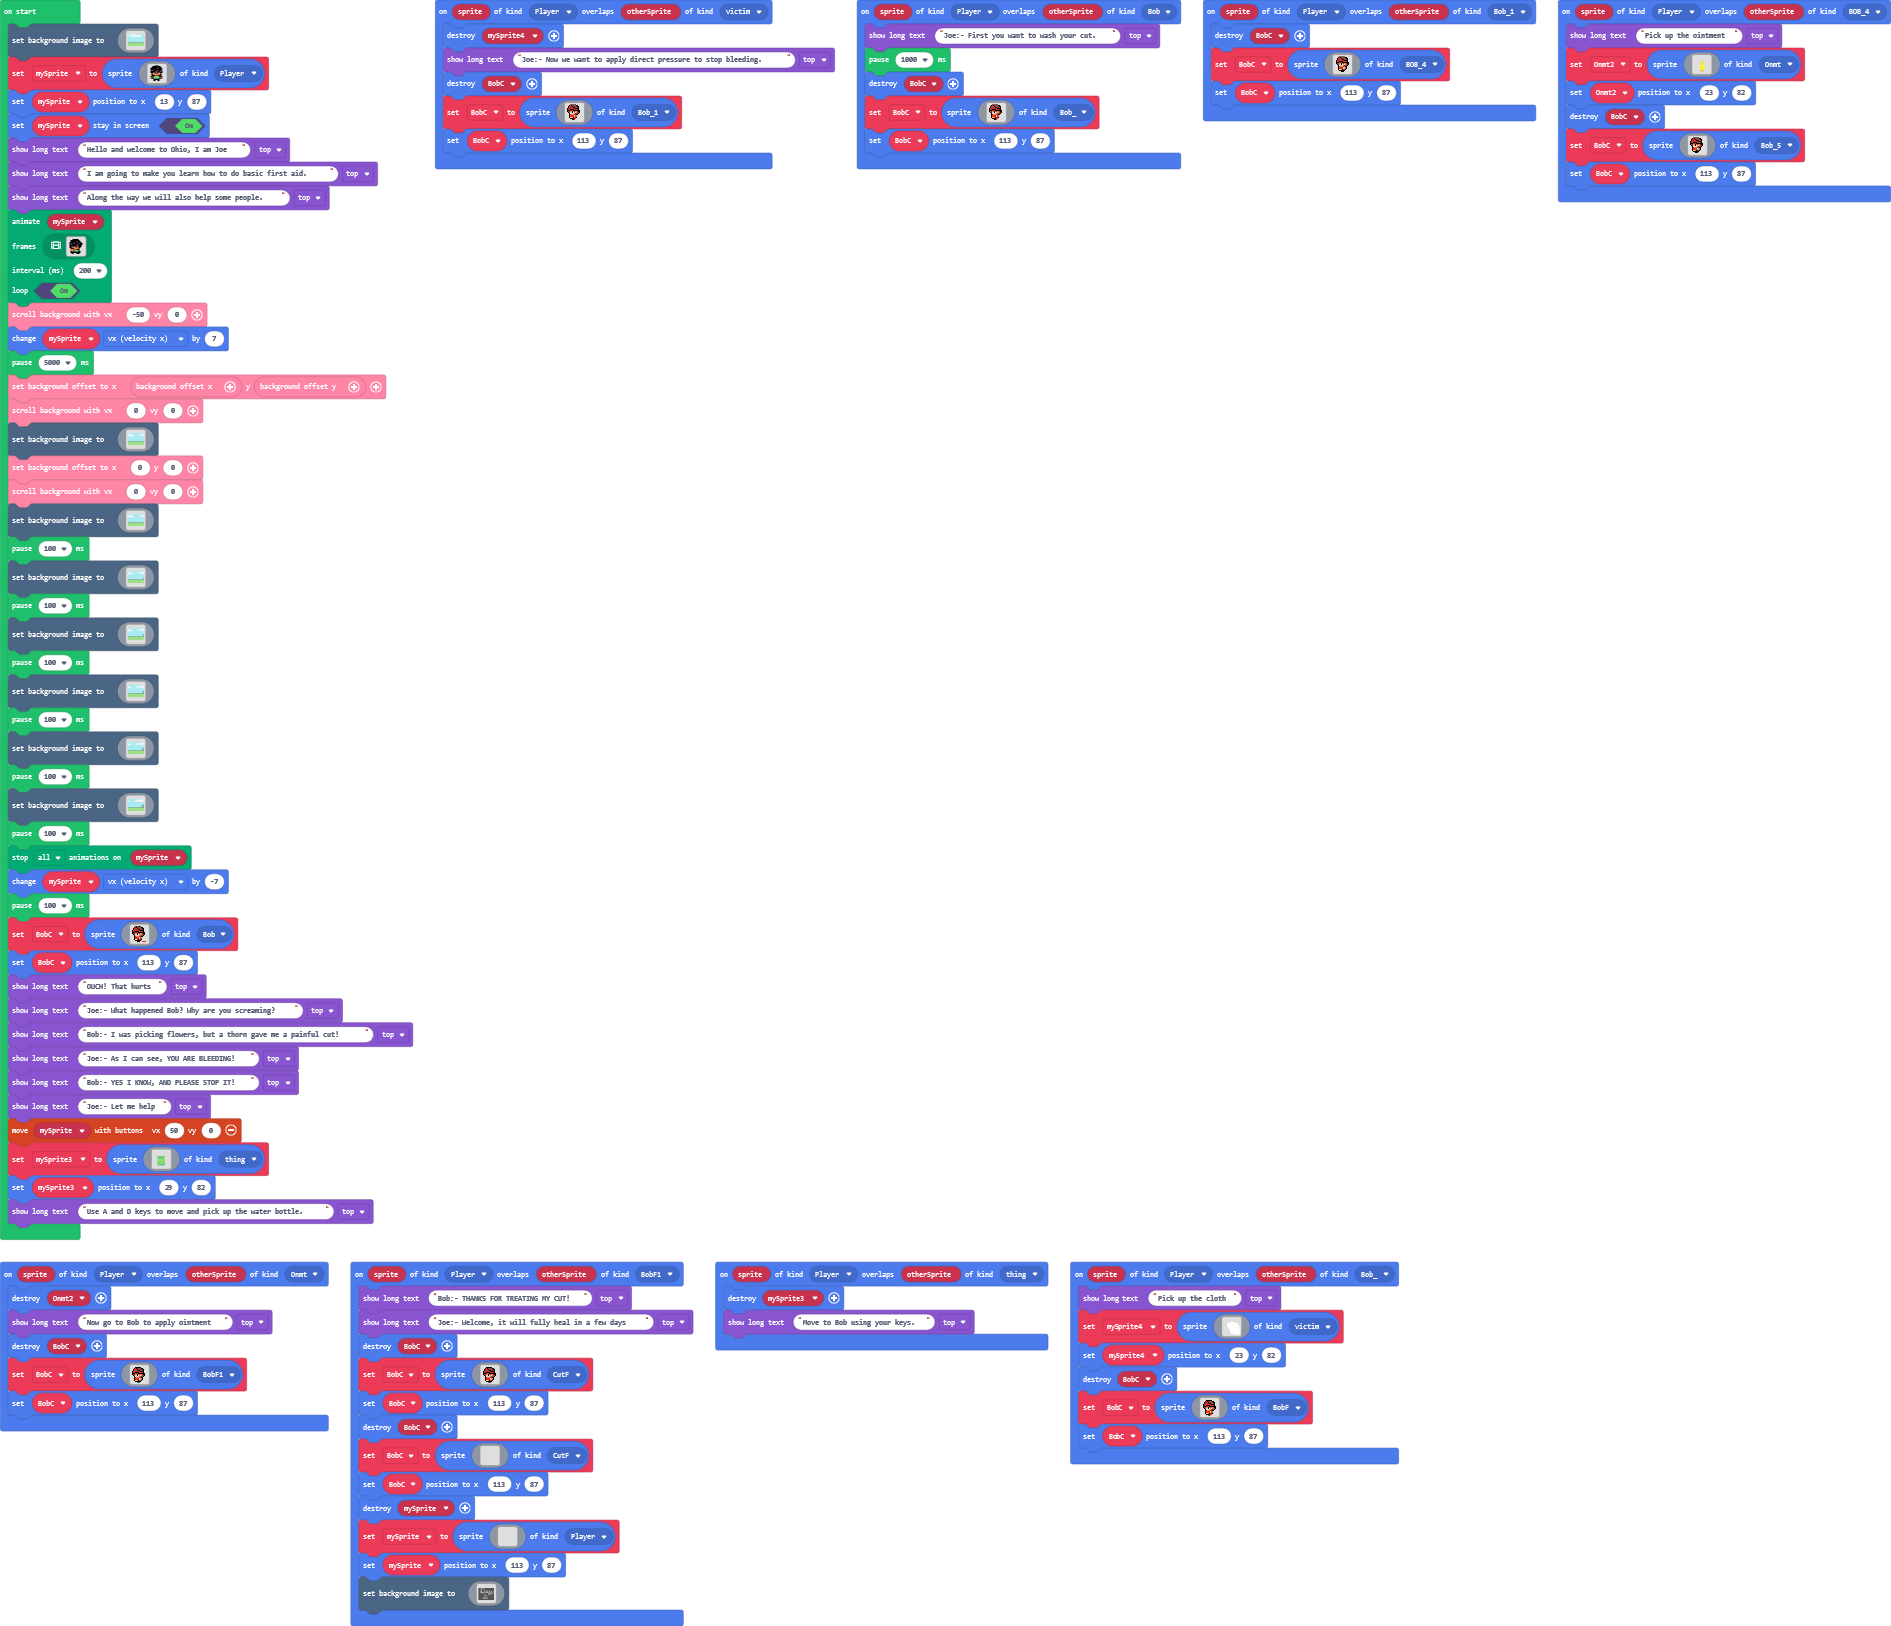 on start
set background image to
set mySprite to sprite of kind Player
set mySprite position to x 13 y 87
set mySprite stay in screen ON
show long text "Hello and welcome to Ohio, I am Joe " top
show long text "I am going to make you learn how to do basic first aid. " top
show long text "Along the way we will also help some people. " top
animate mySprite
frames
interval (ms) 200
loop ON
scroll background with vx -50 vy 0
change mySprite vx (velocity x) by 7
pause 5000 ms
set background offset to x background offset x y background offset y
scroll background with vx 0 vy 0
set background image to
set background offset to x 0 y 0
scroll background with vx 0 vy 0
set background image to
pause 100 ms
set background image to
pause 100 ms
set background image to
pause 100 ms
set background image to
pause 100 ms
set background image to
pause 100 ms
set background image to
pause 100 ms
stop all animations on mySprite
change mySprite vx (velocity x) by -7
pause 100 ms
set BobC to sprite of kind Bob
set BobC position to x 113 y 87
show long text "OUCH! That hurts " top
show long text "Joe:- What happened Bob? Why are you screaming? " top
show long text "Bob:- I was picking flowers, but a thorn gave me a painful cut! " top
show long text "Joe:- As I can see, YOU ARE BLEEDING! " top
show long text "Bob:- YES I KNOW, AND PLEASE STOP IT! " top
show long text "Joe:- Let me help " top
move mySprite with buttons vx 50 vy 0
set mySprite3 to sprite of kind thing
set mySprite3 position to x 29 y 82
show long text "Use A and D keys to move and pick up the water bottle. " top
on sprite of kind Player overlaps otherSprite of kind victim
destroy mySprite4
show long text "Joe:- Now we want to apply direct pressure to stop bleeding. " top
destroy BobC
set BobC to sprite of kind Bob_1
set BobC position to x 113 y 87
on sprite of kind Player overlaps otherSprite of kind Bob
show long text "Joe:- First you want to wash your cut. " top
pause 1000 ms
destroy BobC
set BobC to sprite of kind Bob_
set BobC position to x 113 y 87
on sprite of kind Player overlaps otherSprite of kind Bob_1
destroy BobC
set BobC to sprite of kind BOB_4
set BobC position to x 113 y 87
on sprite of kind Player overlaps otherSprite of kind BOB_4
show long text "Pick up the ointment " top
set Onmt2 to sprite of kind Onmt
set Onmt2 position to x 23 y 82
destroy BobC
set BobC to sprite of kind Bob_5
set BobC position to x 113 y 87
on sprite of kind Player overlaps otherSprite of kind Onmt
destroy Onmt2
show long text "Now go to Bob to apply ointment " top
destroy BobC
set BobC to sprite of kind BobF1
set BobC position to x 113 y 87
on sprite of kind Player overlaps otherSprite of kind BobF1
show long text "Bob:- THANKS FOR TREATING MY CUT! " top
show long text "Joe:- Welcome, it will fully heal in a few days " top
destroy BobC
set BobC to sprite of kind CutF
set BobC position to x 113 y 87
destroy BobC
set BobC to sprite of kind CutF
set BobC position to x 113 y 87
destroy mySprite
set mySprite to sprite of kind Player
set mySprite position to x 113 y 87
set background image to
on sprite of kind Player overlaps otherSprite of kind thing
destroy mySprite3
show long text "Move to Bob using your keys. " top
on sprite of kind Player overlaps otherSprite of kind Bob_
show long text "Pick up the cloth " top
set mySprite4 to sprite of kind victim
set mySprite4 position to x 23 y 82
destroy BobC
set BobC to sprite of kind BobF
set BobC position to x 113 y 87